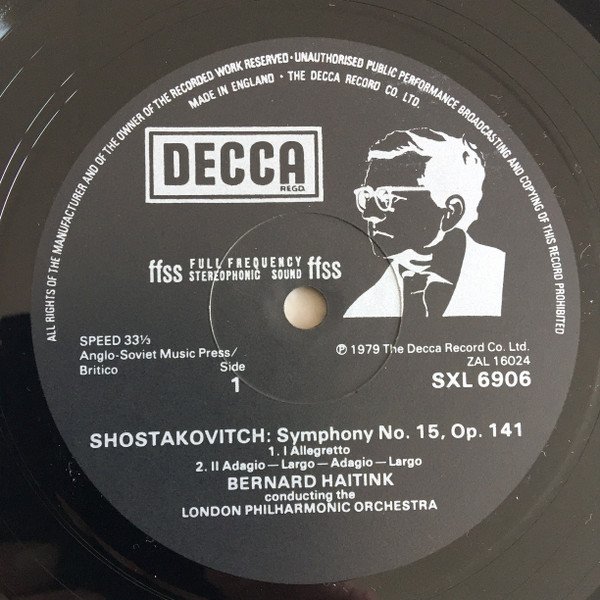 ALL RIGHTS OF THE MANUFACTURER AND OF THE OWNER OF THE RECORDED WORK RESERVED · UNAUTHORISED PUBLIC PERFORMANCE BROADCASTING AND COPYING OF THIS RECORD PROHIBITED
MADE IN ENGLAND · THE DECCA RECORD CO. LTD.
DECCA
REGD.
ffss FULL FREQUENCY STEREOPHONIC SOUND ffss
SPEED 33⅓
Anglo-Soviet Music Press/
Britico
Side
1
℗ 1979 The Decca Record Co. Ltd.
ZAL 16024
SXL 6906
SHOSTAKOVITCH: Symphony No. 15, Op. 141
1. I Allegretto
2. II Adagio — Largo — Adagio — Largo
BERNARD HAITINK
conducting the
LONDON PHILHARMONIC ORCHESTRA